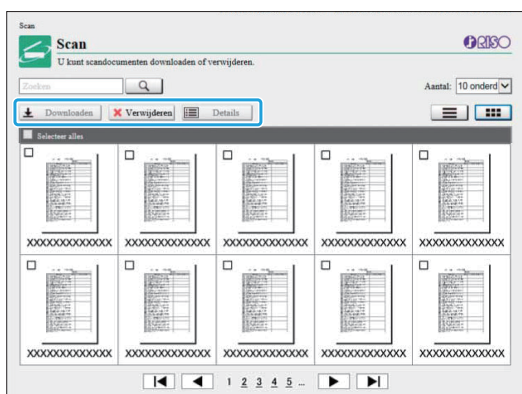 Scan
Scan
RISO
U kunt scandocumenten downloaden of verwijderen.
Zoeken
Aantal: 10 onderd
Downloaden Verwijderen Details
Selecteer alles
XXXXXXXXXXXXX XXXXXXXXXXXXX XXXXXXXXXXXXX XXXXXXXXXXXXX XXXXXXXXXXXXX
XXXXXXXXXXXXX XXXXXXXXXXXXX XXXXXXXXXXXXX XXXXXXXXXXXXX XXXXXXXXXXXXX
1 2 3 4 5 ...